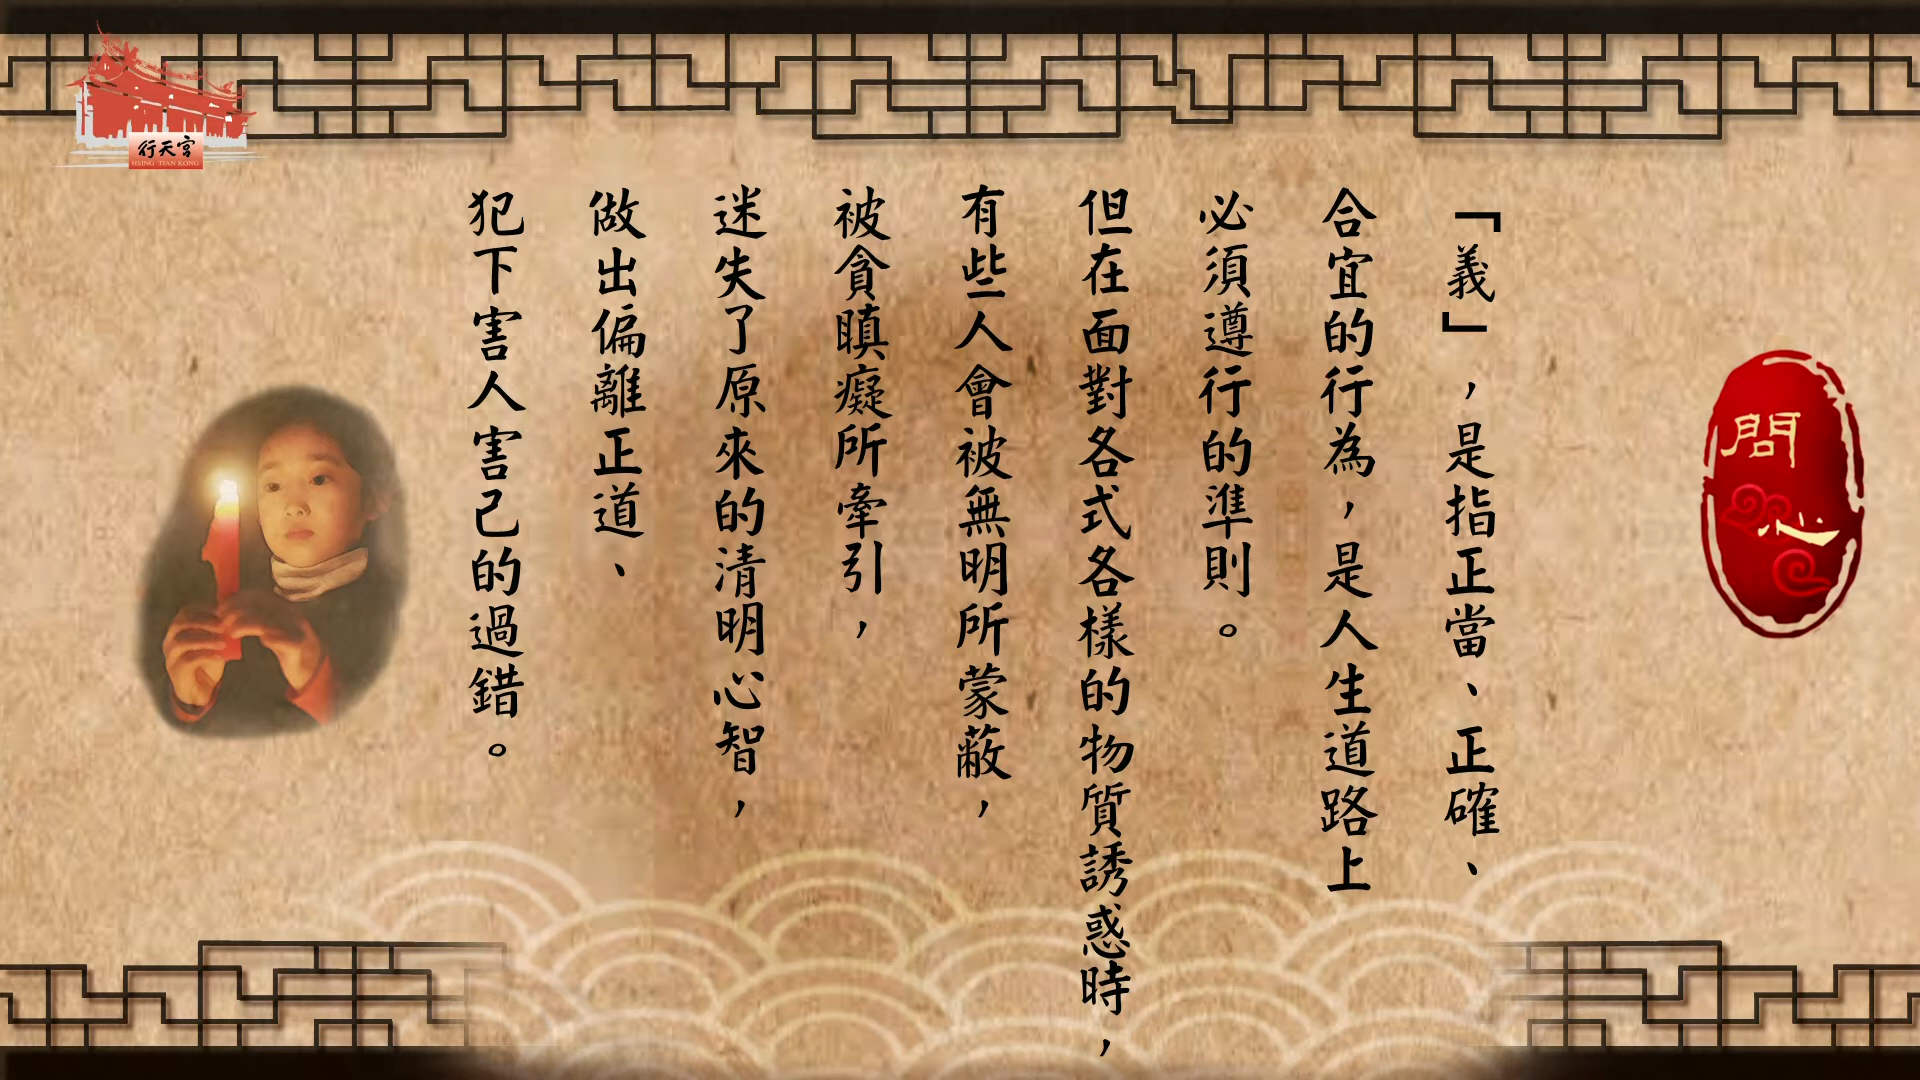 行天宮
HSING TIAN KONG
問心
「義」，是指正當、正確、
合宜的行為，是人生道路上
必須遵行的準則。
但在面對各式各樣的物質誘惑時，
有些人會被無明所蒙蔽，
被貪瞋癡所牽引，
迷失了原來的清明心智，
做出偏離正道、
犯下害人害己的過錯。